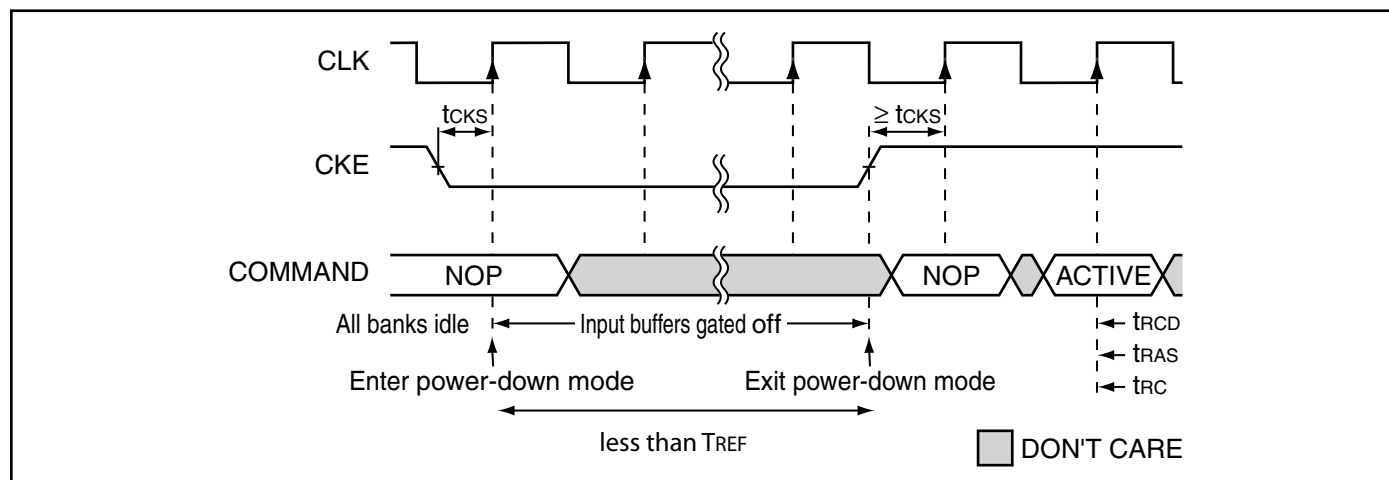 CLK
tCKS
≥ tCKS
CKE
COMMAND
NOP
NOP
ACTIVE
All banks idle
Input buffers gated off
tRCD
tRAS
tRC
Enter power-down mode
Exit power-down mode
less than TREF
DON'T CARE